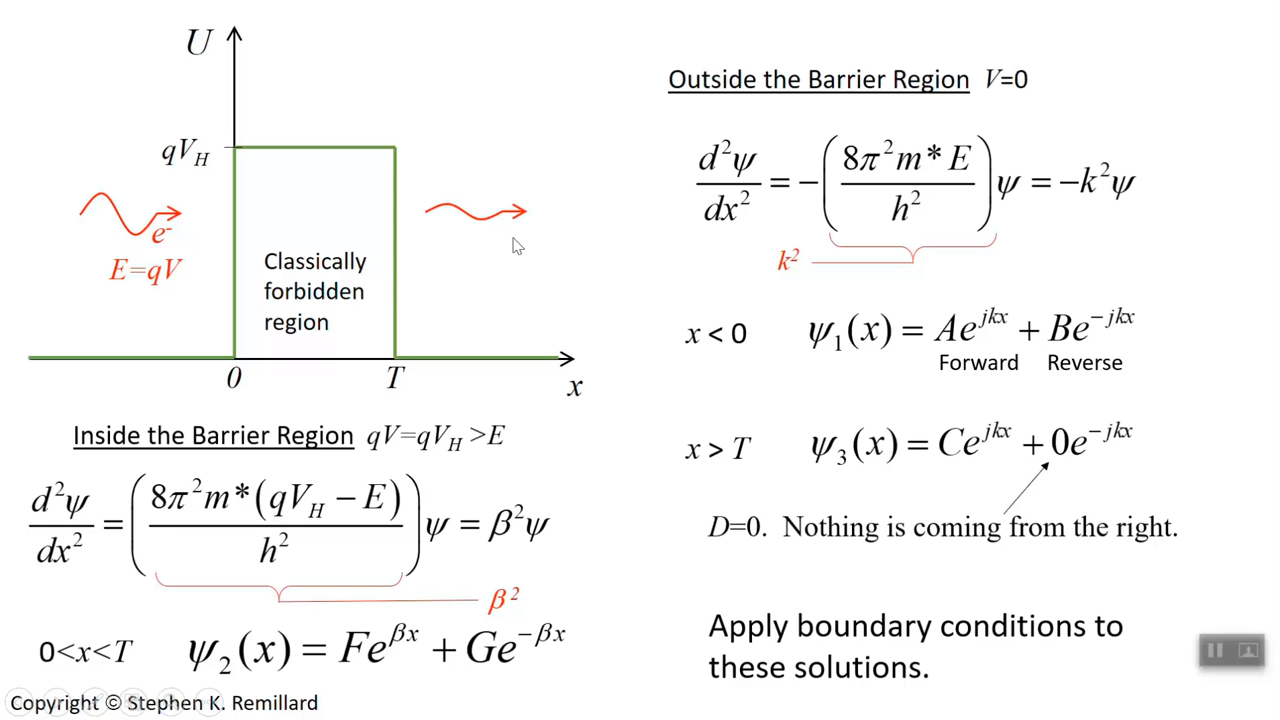 U
qV_H
e⁻
E=qV
Classically
forbidden
region
0
T
x
Inside the Barrier Region qV=qV_H >E
d²ψ/dx² = (8π²m*(qV_H − E)/h²)ψ = β²ψ
β²
0<x<T ψ₂(x) = Fe^{βx} + Ge^{−βx}
Copyright © Stephen K. Remillard
Outside the Barrier Region V=0
d²ψ/dx² = −(8π²m*E/h²)ψ = −k²ψ
k²
x < 0 ψ₁(x) = Ae^{jkx} + Be^{−jkx}
Forward Reverse
x > T ψ₃(x) = Ce^{jkx} + 0e^{−jkx}
D=0. Nothing is coming from the right.
Apply boundary conditions to
these solutions.